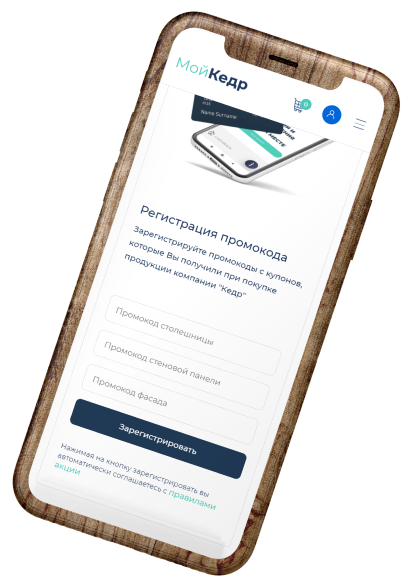 МойКедр
0
Name Surname
Регистрация промокода
Зарегистрируйте промокоды с купонов,
которые Вы получили при покупке
продукции компании "Кедр"
Промокод столешницы
Промокод стеновой панели
Промокод фасада
Зарегистрировать
Нажимая на кнопку зарегистрировать вы
автоматически соглашаетесь с правилами
акции